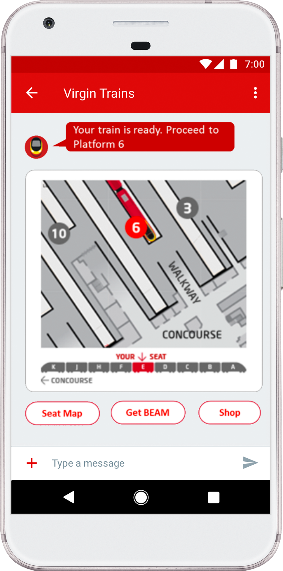 7:00
Virgin Trains
Your train is ready. Proceed to
Platform 6
3
10
6
WALKWAY
CONCOURSE
YOUR SEAT
K J H F E D C B A
CONCOURSE
Seat Map
Get BEAM
Shop
Type a message